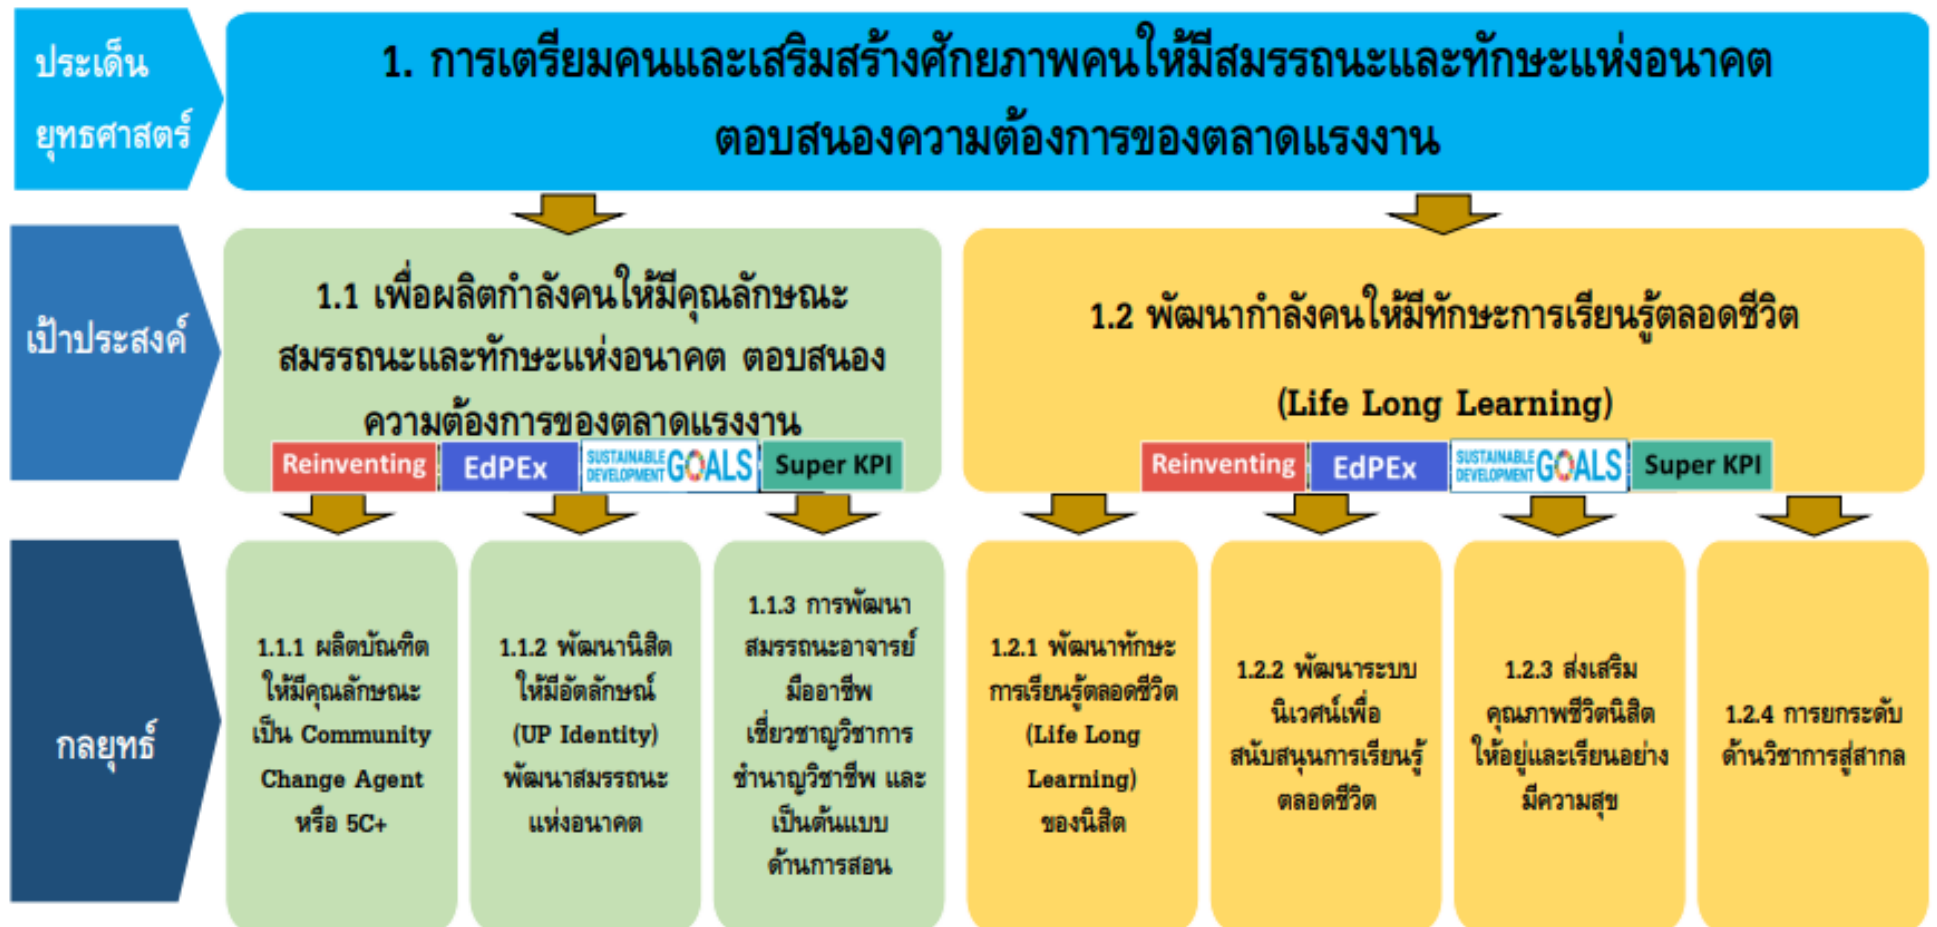 ประเด็น
ยุทธศาสตร์
1. การเตรียมคนและเสริมสร้างศักยภาพคนให้มีสมรรถนะและทักษะแห่งอนาคต
ตอบสนองความต้องการของตลาดแรงงาน
เป้าประสงค์
1.1 เพื่อผลิตกำลังคนให้มีคุณลักษณะ
สมรรถนะและทักษะแห่งอนาคต ตอบสนอง
ความต้องการของตลาดแรงงาน
Reinventing
EdPEx
SUSTAINABLE
DEVELOPMENT GOALS
Super KPI
1.2 พัฒนากำลังคนให้มีทักษะการเรียนรู้ตลอดชีวิต
(Life Long Learning)
Reinventing
EdPEx
SUSTAINABLE
DEVELOPMENT GOALS
Super KPI
กลยุทธ์
1.1.1 ผลิตบัณฑิต
ให้มีคุณลักษณะ
เป็น Community
Change Agent
หรือ 5C+
1.1.2 พัฒนานิสิต
ให้มีอัตลักษณ์
(UP Identity)
พัฒนาสมรรถนะ
แห่งอนาคต
1.1.3 การพัฒนา
สมรรถนะอาจารย์
มืออาชีพ
เชี่ยวชาญวิชาการ
ชำนาญวิชาชีพ และ
เป็นต้นแบบ
ด้านการสอน
1.2.1 พัฒนาทักษะ
การเรียนรู้ตลอดชีวิต
(Life Long
Learning)
ของนิสิต
1.2.2 พัฒนาระบบ
นิเวศน์เพื่อ
สนับสนุนการเรียนรู้
ตลอดชีวิต
1.2.3 ส่งเสริม
คุณภาพชีวิตนิสิต
ให้อยู่และเรียนอย่าง
มีความสุข
1.2.4 การยกระดับ
ด้านวิชาการสู่สากล